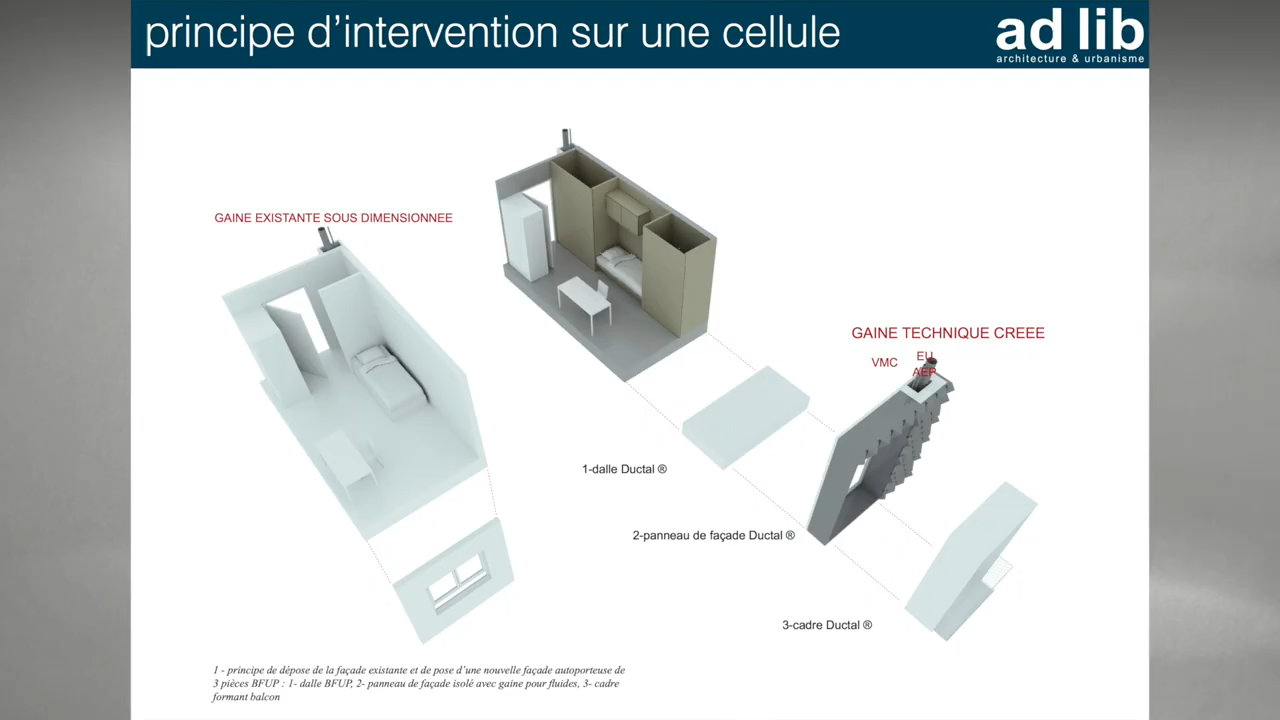 principe d'intervention sur une cellule
ad lib
architecture & urbanisme
GAINE EXISTANTE SOUS DIMENSIONNEE
GAINE TECHNIQUE CREEE
VMC
EU
AEP
1-dalle Ductal ®
2-panneau de façade Ductal ®
3-cadre Ductal ®
1 - principe de dépose de la façade existante et de pose d'une nouvelle façade autoporteuse de
3 pièces BFUP : 1- dalle BFUP, 2- panneau de façade isolé avec gaine pour fluides, 3- cadre
formant balcon